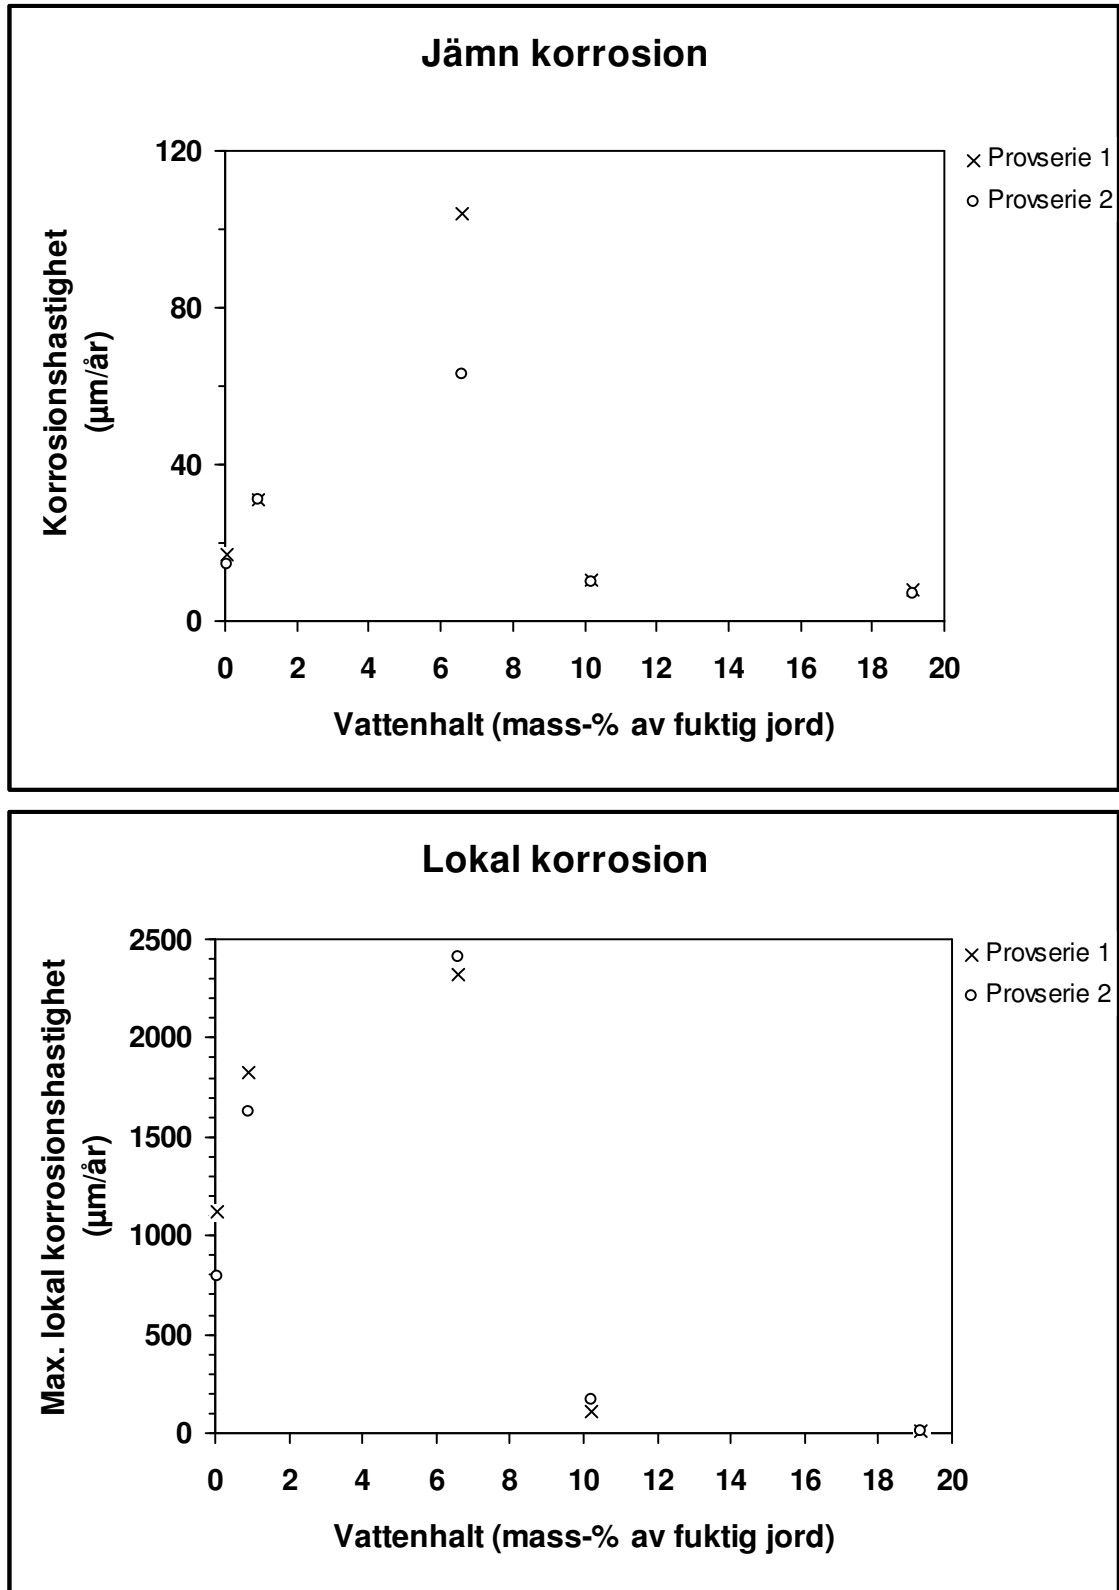 Jämn korrosion
120
80
40
0
0 2 4 6 8 10 12 14 16 18 20
Korrosionshastighet
(µm/år)
Vattenhalt (mass-% av fuktig jord)
Provserie 1
Provserie 2
Lokal korrosion
2500
2000
1500
1000
500
0
0 2 4 6 8 10 12 14 16 18 20
Max. lokal korrosionshastighet
(µm/år)
Vattenhalt (mass-% av fuktig jord)
Provserie 1
Provserie 2